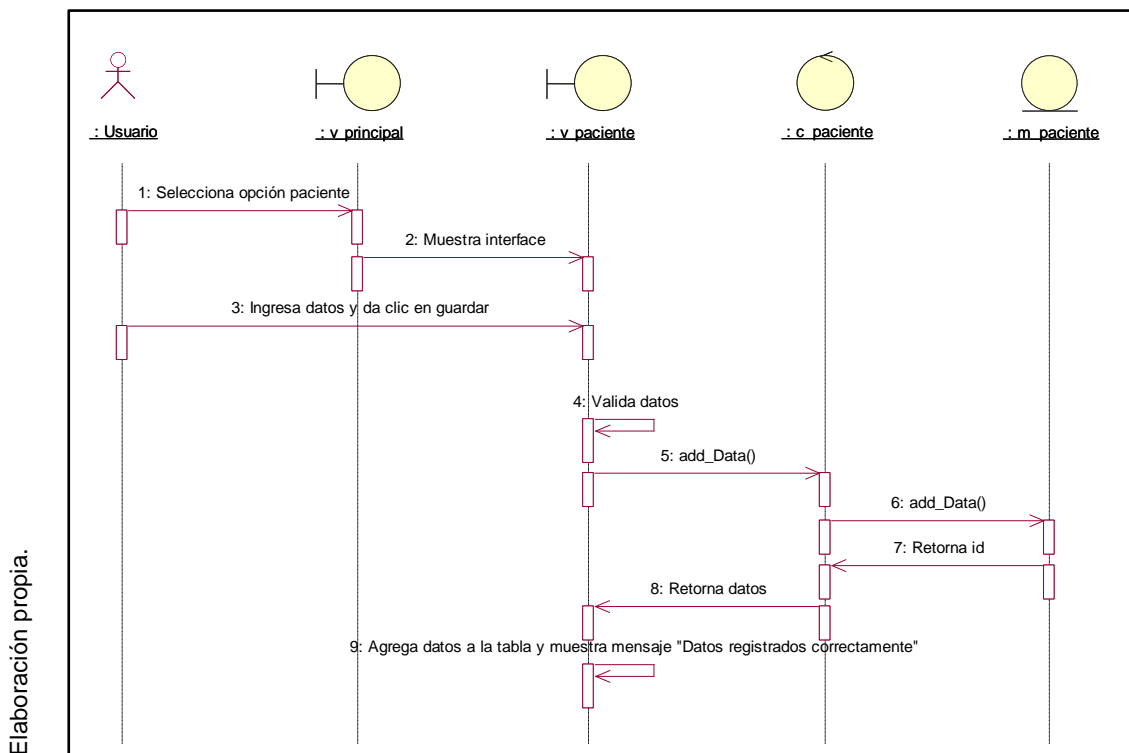 : Usuario
: v_principal
: v_paciente
: c_paciente
: m_paciente
1: Selecciona opción paciente
2: Muestra interface
3: Ingresa datos y da clic en guardar
4: Valida datos
5: add_Data()
6: add_Data()
7: Retorna id
8: Retorna datos
9: Agrega datos a la tabla y muestra mensaje "Datos registrados correctamente"
Elaboración propia.